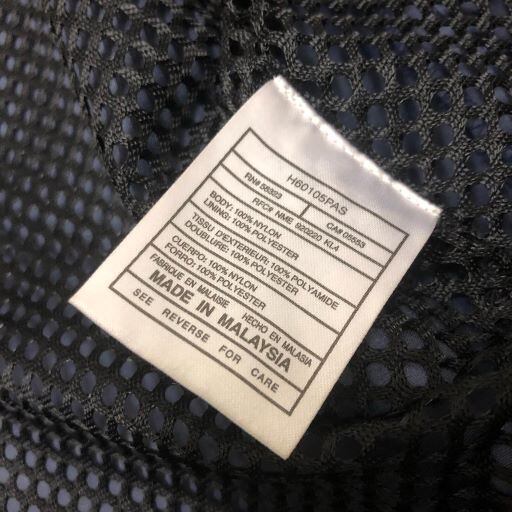 H60105PAS
RN# 56323 CA# 05553
RFC# NME 920220 KL4
BODY: 100% NYLON
LINING: 100% POLYESTER
TISSU D'EXTERIEUR: 100% POLYAMIDE
DOUBLURE: 100% POLYESTER
CUERPO: 100% NYLON
FORRO: 100% POLYESTER
FABRIQUE EN MALAISIE HECHO EN MALASIA
MADE IN MALAYSIA
SEE REVERSE FOR CARE